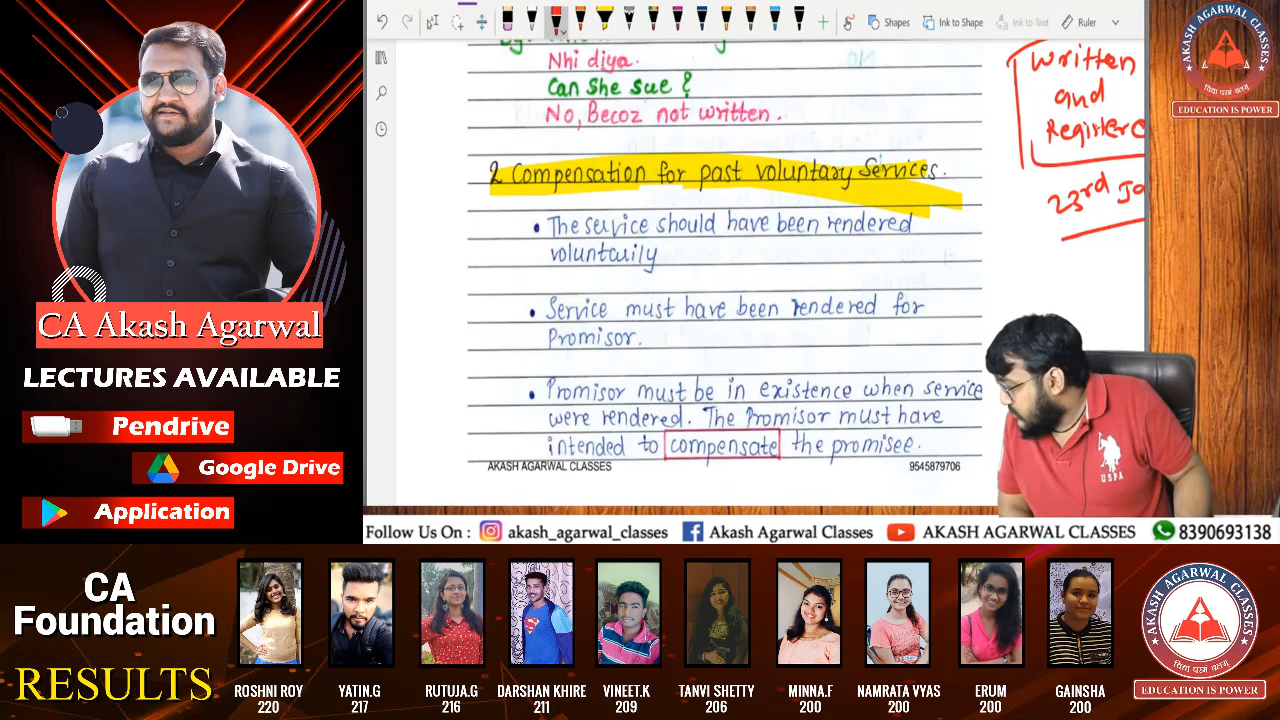 CA Akash Agarwal
LECTURES AVAILABLE
Pendrive
Google Drive
Application
Shapes
Ink to Shape
Ink to Text
Ruler
Nhi diya.
Can She sue ?
No, Becoz not written.
2 Compensation for past voluntary Services.
• The service should have been rendered
voluntarily
• Service must have been rendered for
Promisor.
• Promisor must be in existence when service
were rendered. The Promisor must have
intended to compensate the promisee.
AKASH AGARWAL CLASSES
9545879706
Written
and
Registere
23rd Ja
AKASH AGARWAL CLASSES
EDUCATION IS POWER
USPA
Follow Us On :
akash_agarwal_classes
Akash Agarwal Classes
AKASH AGARWAL CLASSES
8390693138
CA
Foundation
RESULTS
ROSHNI ROY
220
YATIN.G
217
RUTUJA.G
216
DARSHAN KHIRE
211
VINEET.K
209
TANVI SHETTY
206
MINNA.F
200
NAMRATA VYAS
200
ERUM
200
GAINSHA
200
AKASH AGARWAL CLASSES
विद्या परमं बलम्
EDUCATION IS POWER